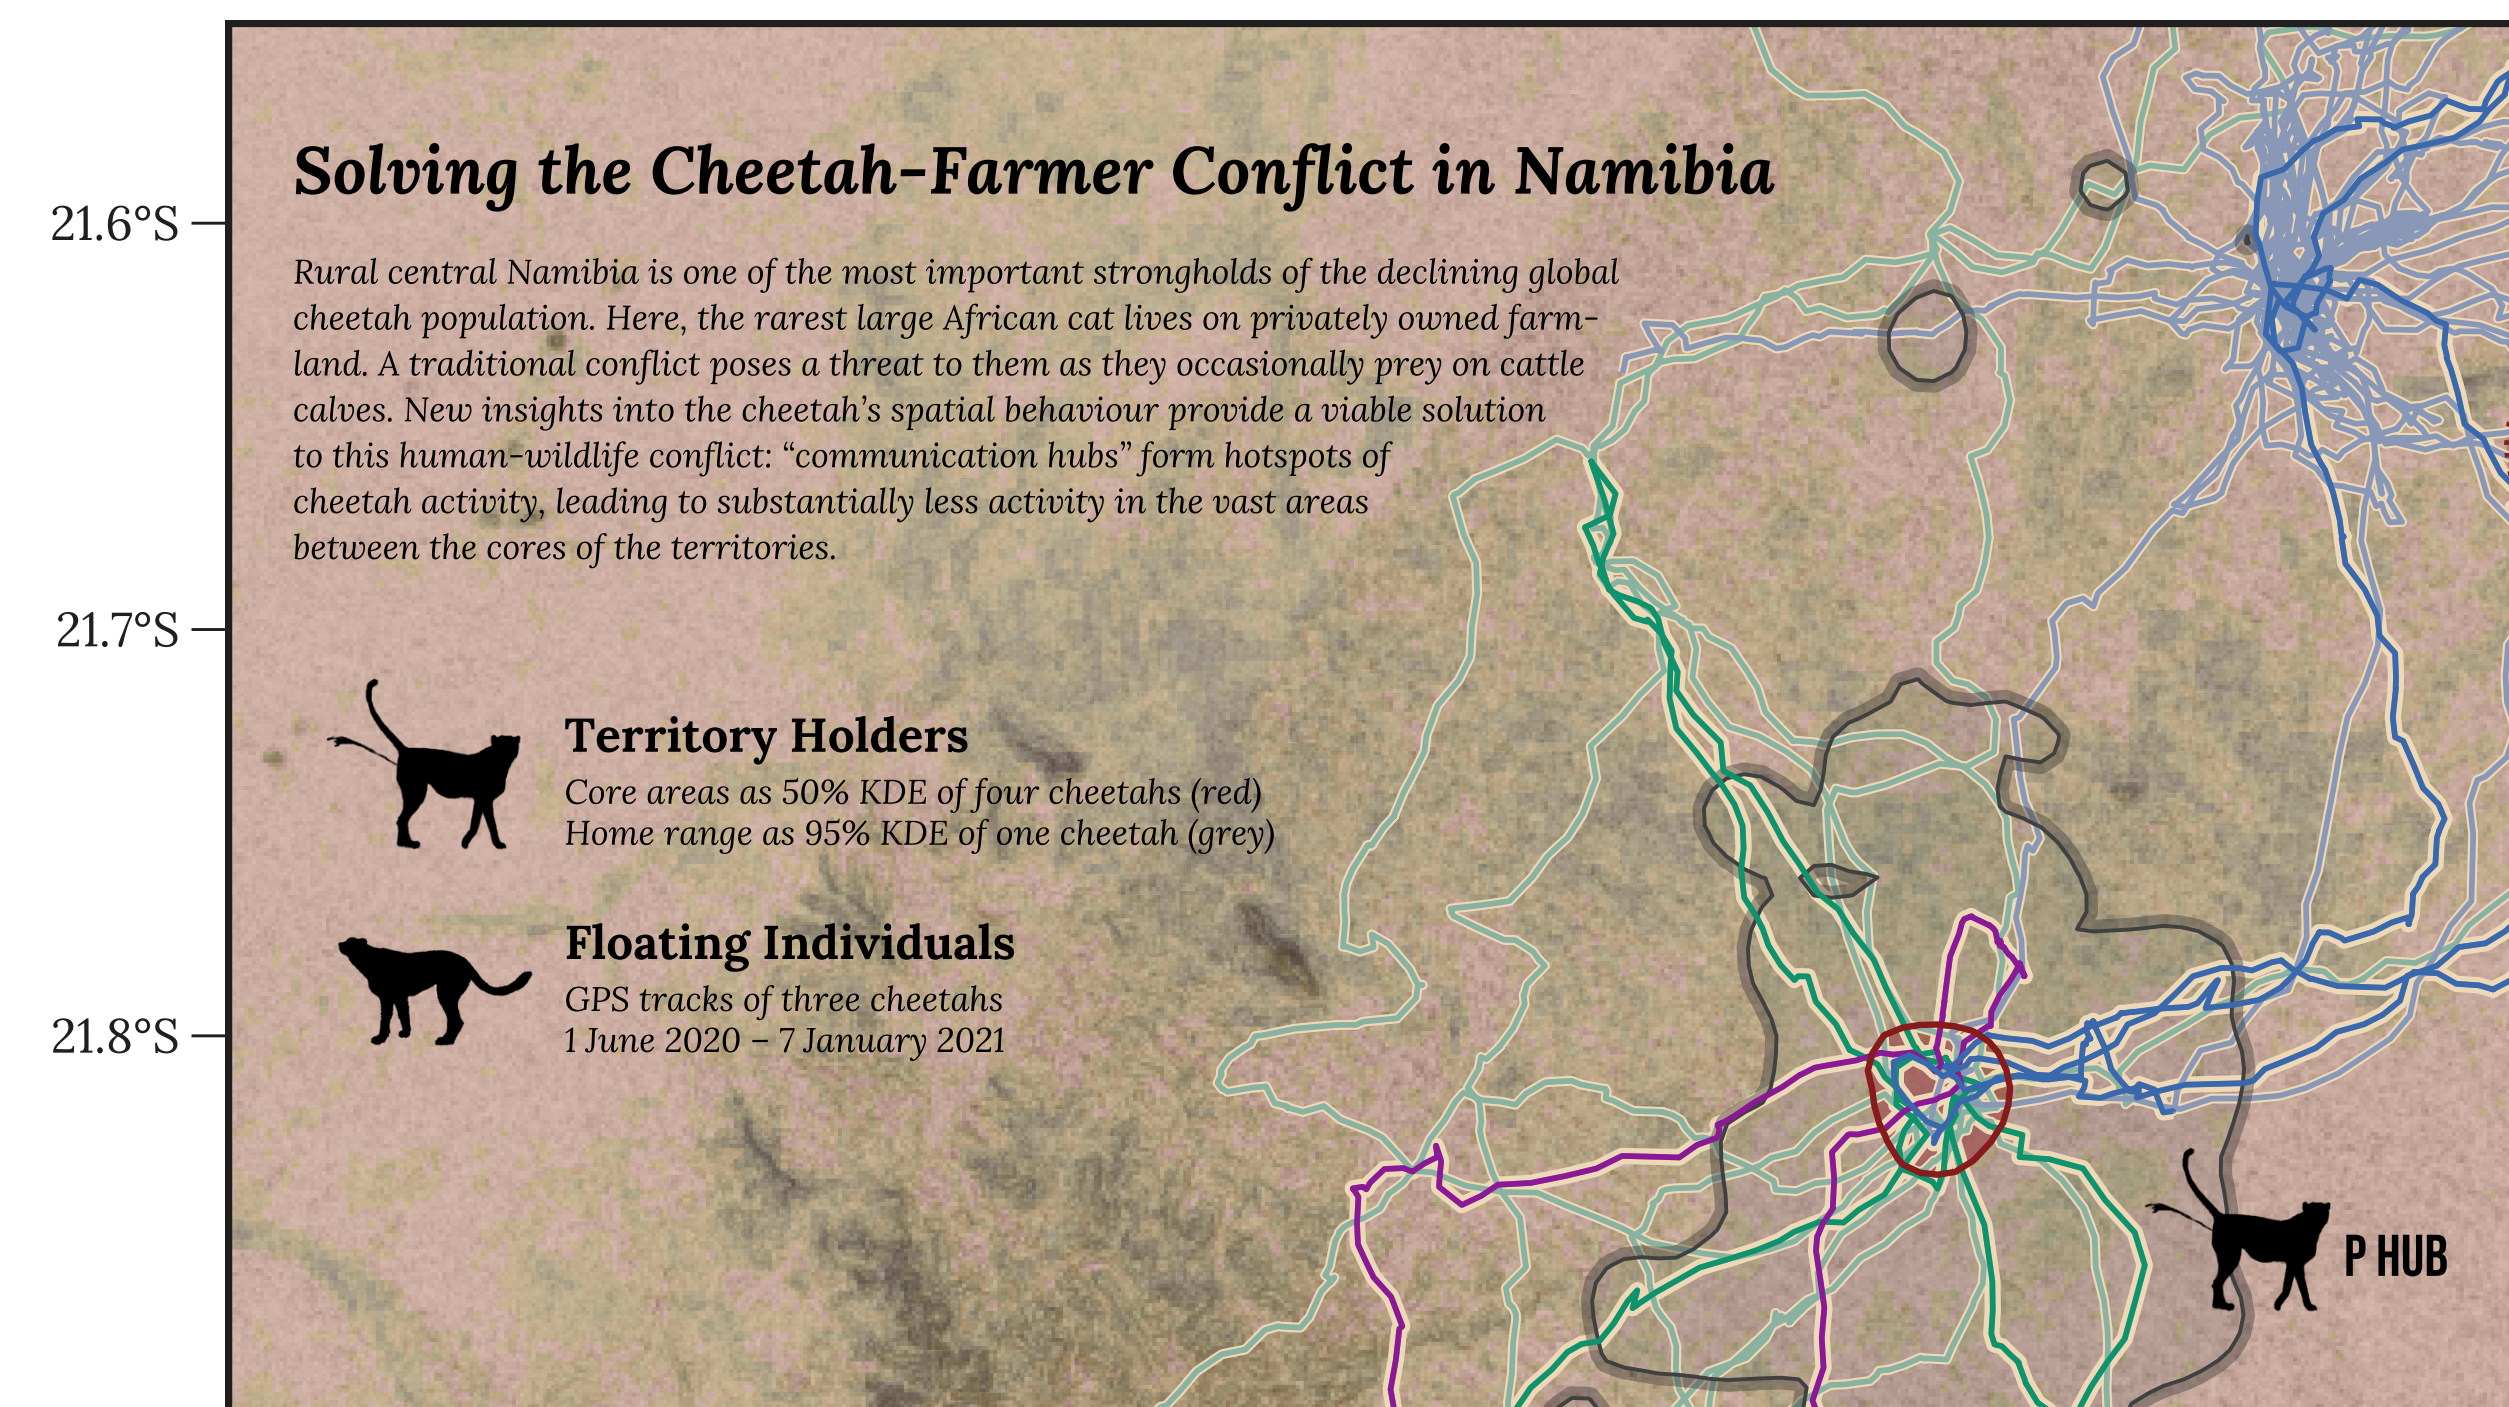 Solving the Cheetah-Farmer Conflict in Namibia
21.6°S
Rural central Namibia is one of the most important strongholds of the declining global
cheetah population. Here, the rarest large African cat lives on privately owned farm-
land. A traditional conflict poses a threat to them as they occasionally prey on cattle
calves. New insights into the cheetah’s spatial behaviour provide a viable solution
to this human-wildlife conflict: “communication hubs” form hotspots of
cheetah activity, leading to substantially less activity in the vast areas
between the cores of the territories.
21.7°S
Territory Holders
Core areas as 50% KDE of four cheetahs (red)
Home range as 95% KDE of one cheetah (grey)
Floating Individuals
GPS tracks of three cheetahs
1 June 2020 – 7 January 2021
21.8°S
P HUB